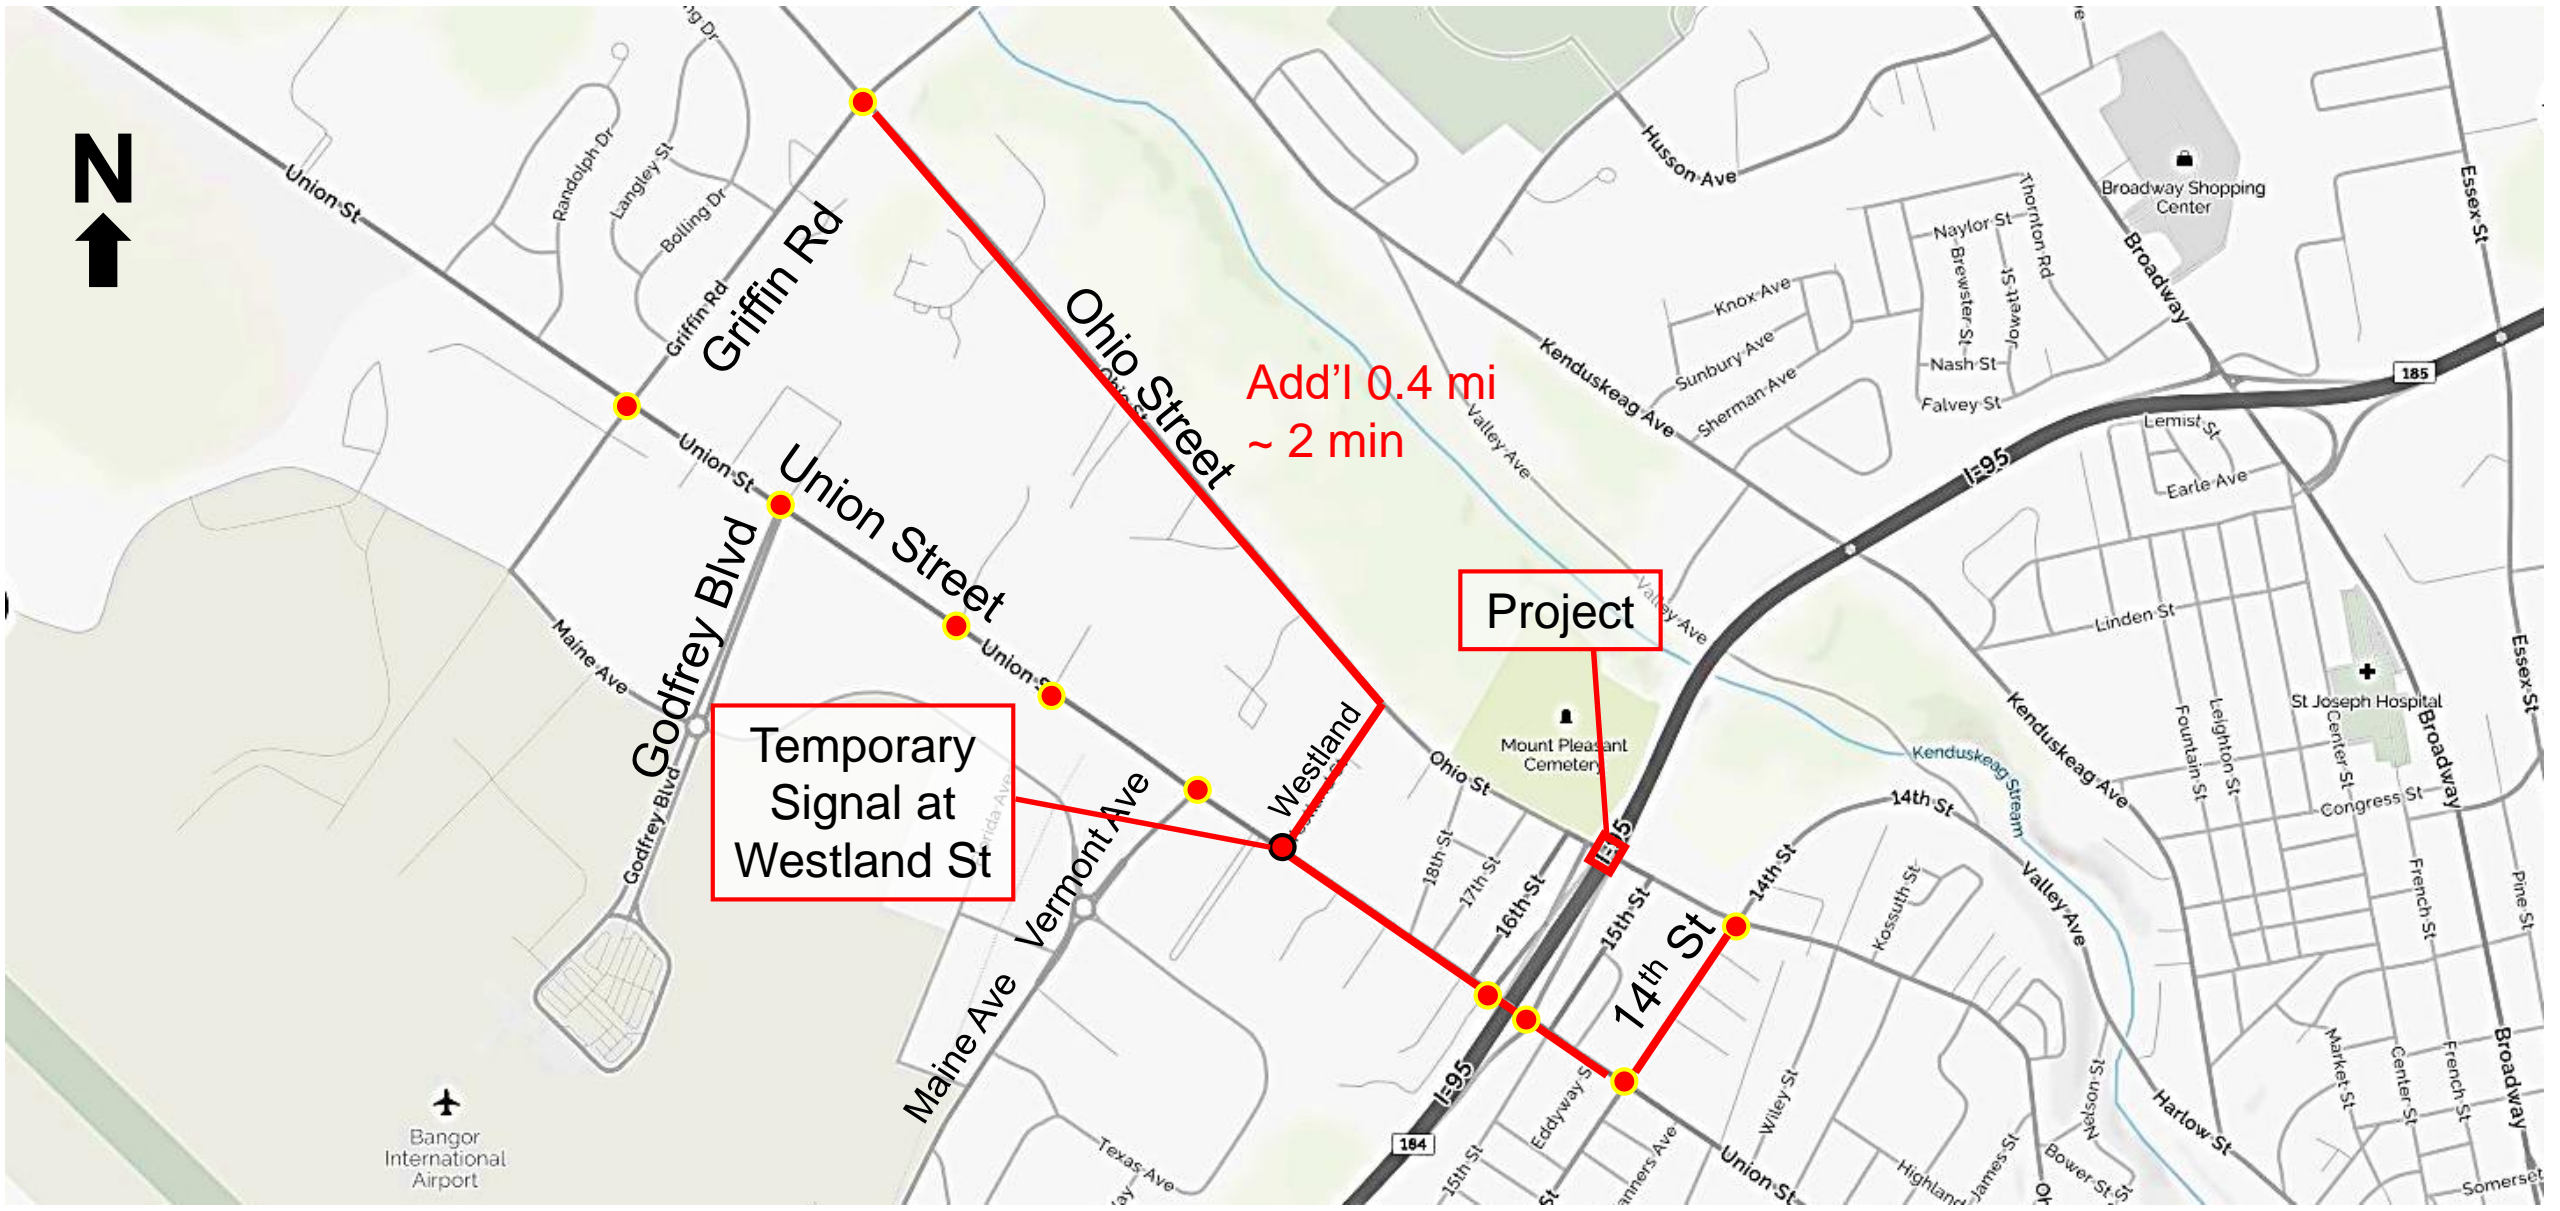 N
Union St
Randolph Dr
Langley St
Bolling Dr
Griffin Rd
Griffin Rd
Husson Ave
Broadway Shopping
Center
Essex St
Naylor St
Thornton Rd
Brewster St
Jowett St
Nash St
Falvey St
Knox Ave
Sunbury Ave
Sherman Ave
Broadway
185
Lemist St
Earle Ave
I-95
Kenduskeag Ave
Valley Ave
Ohio Street
Ohio St
Add'l 0.4 mi
~ 2 min
Union St
Union Street
Godfrey Blvd
Union S
Maine Ave
Project
Valley Ave
Linden St
Essex St
St Joseph Hospital
Kenduskeag Ave
Fountain St
Leighton St
Center St
Broadway
Congress St
Mount Pleasant
Cemetery
Kenduskeag Stream
14th St
Westland
Ohio St
Temporary
Signal at
Westland St
Godfrey Blvd
Vermont Ave
18th St
17th St
16th St
I-95
15th St
14th St
14th St
Kossuth St
Valley Ave
French St
Pine St
Maine Ave
Bangor
International
Airport
I-95
184
Eddyway S
15th St
St
Wiley St
Union St
Texas Ave
Highland
James St
Nelson St
Bower St
Harlow St
Market St
Center St
French St
Broadway
Somerset